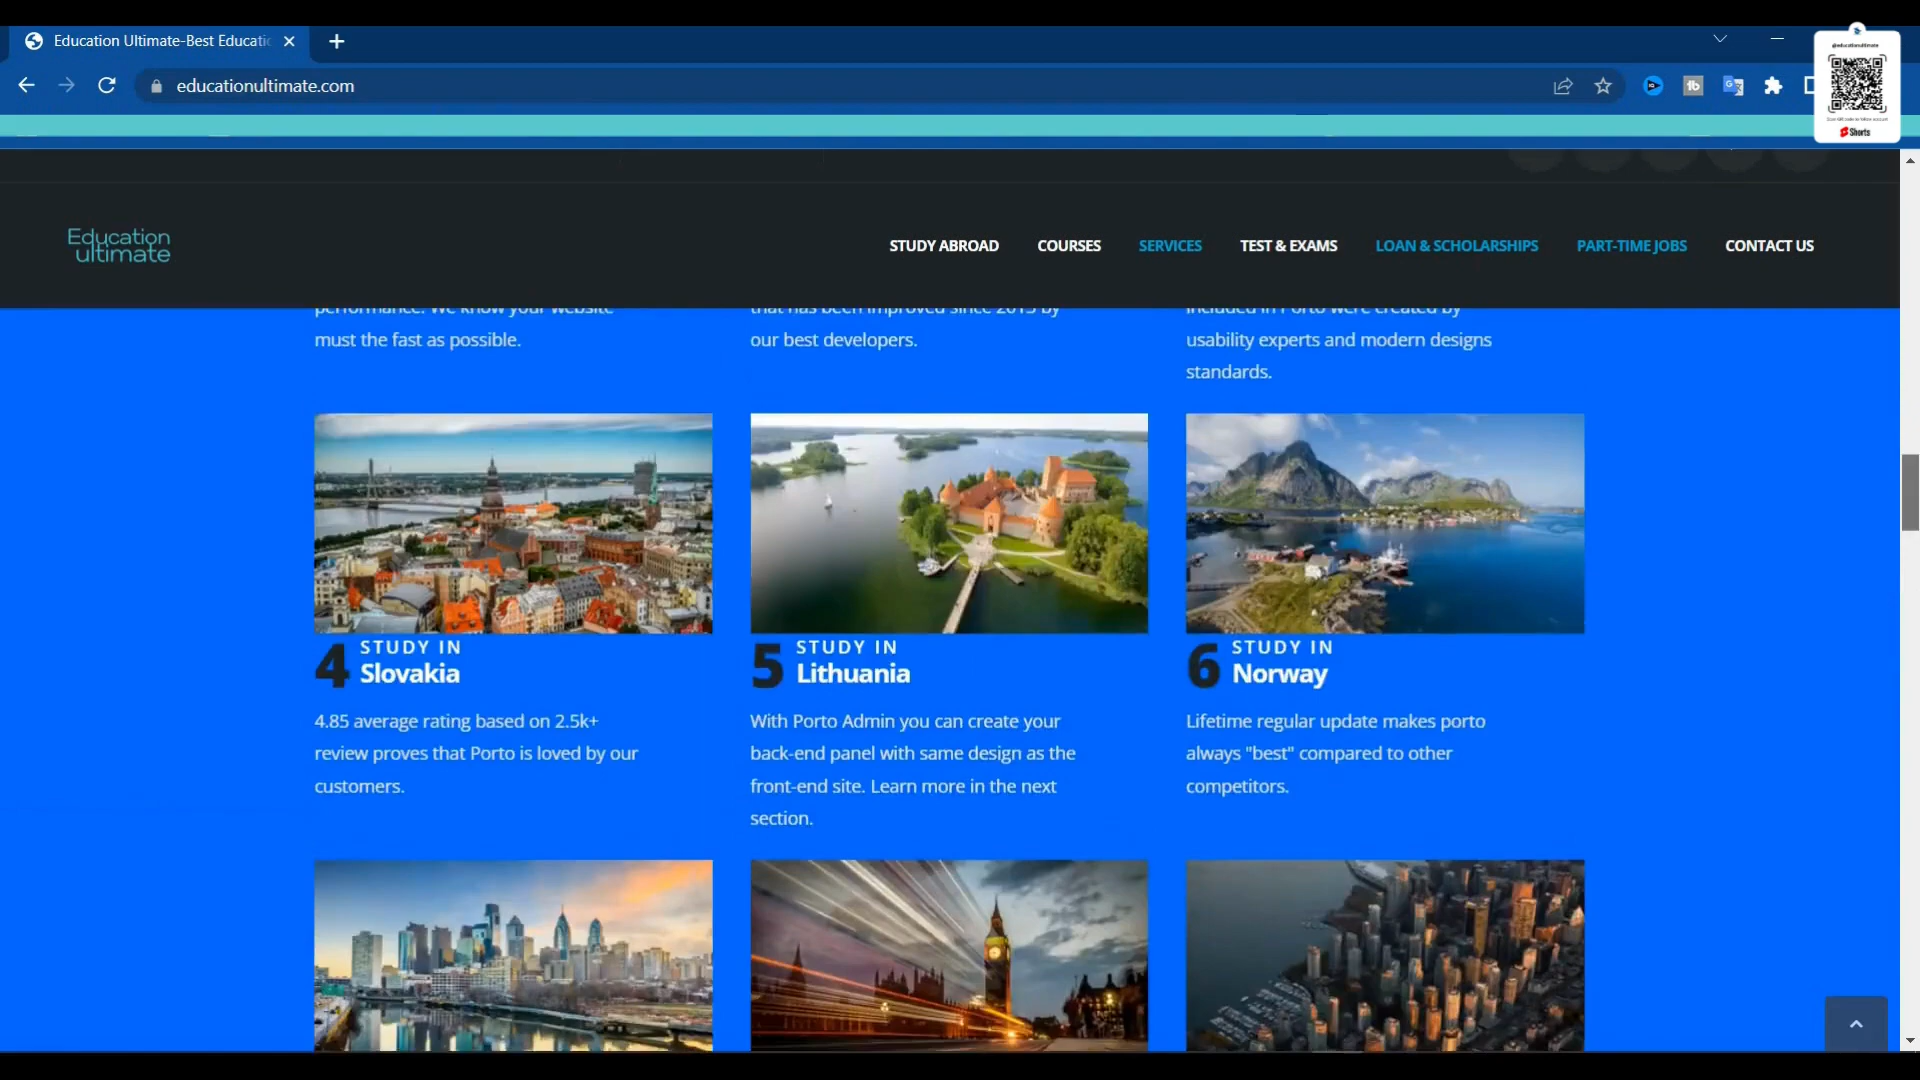 Education Ultimate-Best Educatio
@educationultimate
educationultimate.com
Shorts
Education
ultimate
STUDY ABROAD
COURSES
SERVICES
TEST & EXAMS
LOAN & SCHOLARSHIPS
PART-TIME JOBS
CONTACT US
performance. We know your website
must the fast as possible.
that has been improved since 2013 by
our best developers.
included in Porto were created by
usability experts and modern designs
standards.
4 STUDY IN
Slovakia
4.85 average rating based on 2.5k+
review proves that Porto is loved by our
customers.
5 STUDY IN
Lithuania
With Porto Admin you can create your
back-end panel with same design as the
front-end site. Learn more in the next
section.
6 STUDY IN
Norway
Lifetime regular update makes porto
always "best" compared to other
competitors.